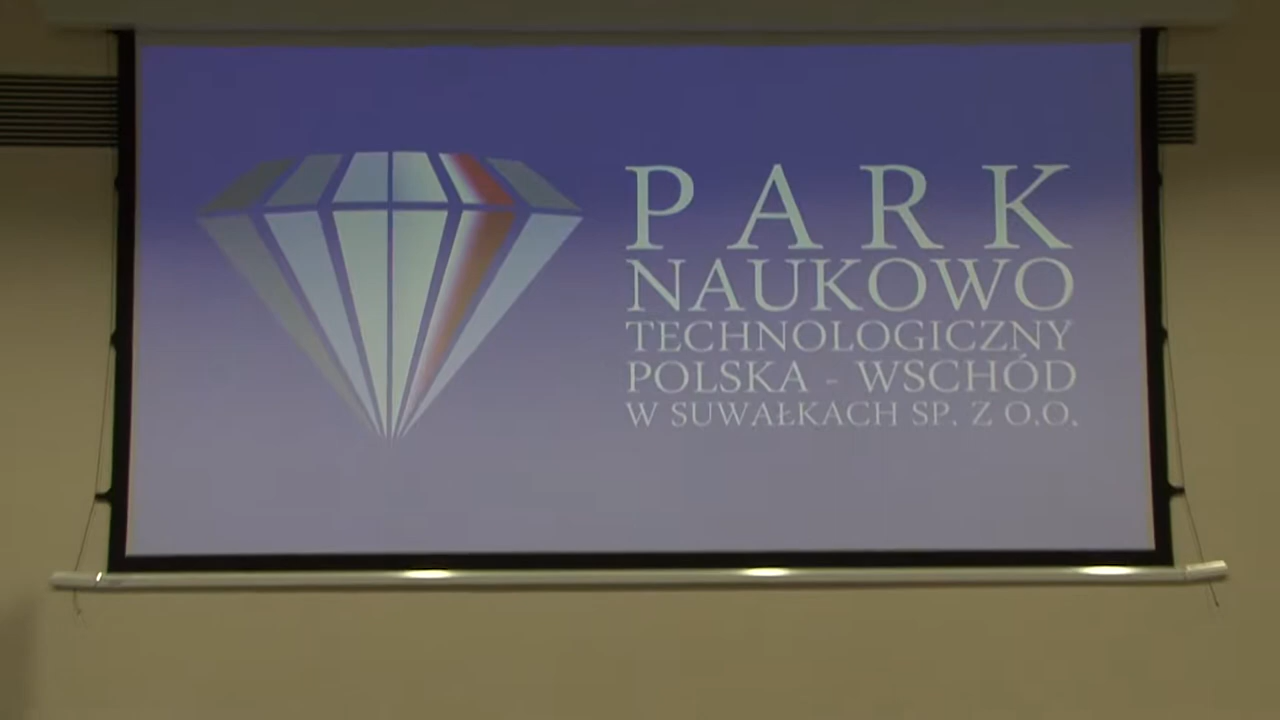 PARK
NAUKOWO
TECHNOLOGICZNY
POLSKA - WSCHÓD
W SUWAŁKACH SP. Z O.O.